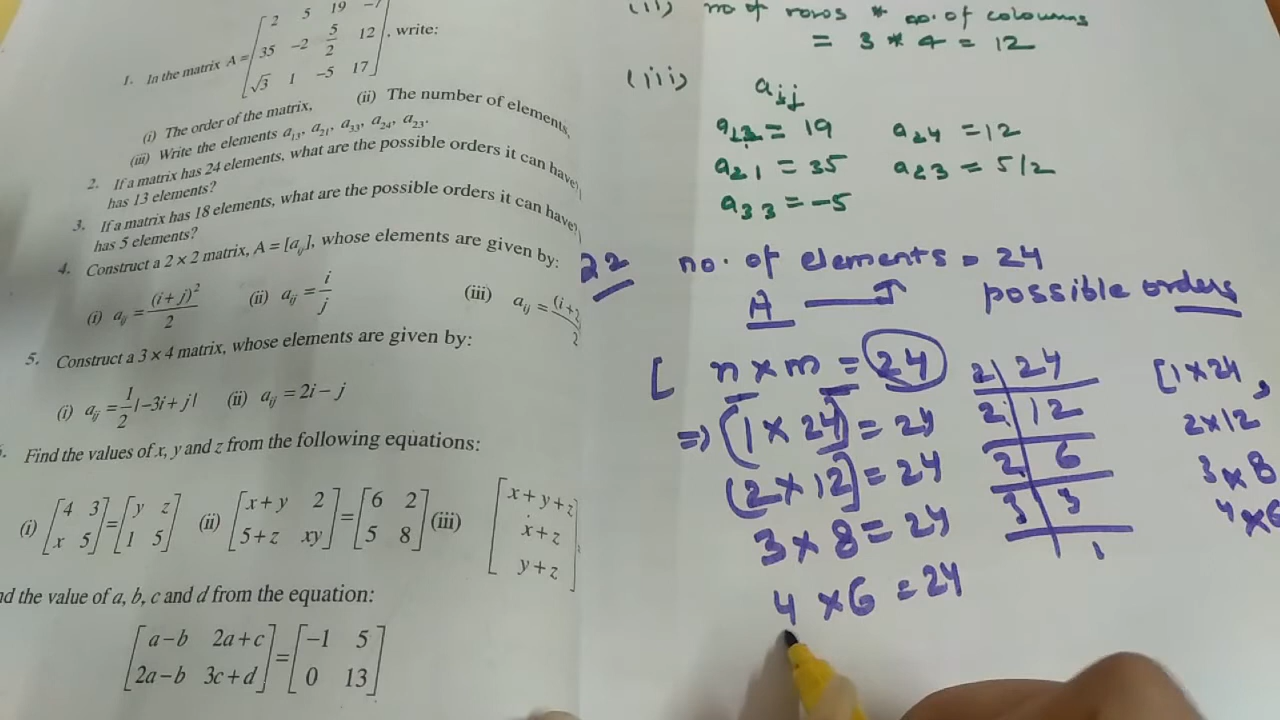 1. In the matrix A = [2 5 19 −7
35 −2 5/2 12
√3 1 −5 17], write:
(i) The order of the matrix, (ii) The number of elements,
(iii) Write the elements a13, a21, a33, a24, a23.
2. If a matrix has 24 elements, what are the possible orders it can have?
has 13 elements?
3. If a matrix has 18 elements, what are the possible orders it can have?
has 5 elements?
4. Construct a 2 × 2 matrix, A = [aij], whose elements are given by:
(i) aij = (i + j)²/2 (ii) aij = i/j (iii) aij = (i +
5. Construct a 3 × 4 matrix, whose elements are given by:
(i) aij = 1/2 |−3i + j| (ii) aij = 2i − j
Find the values of x, y and z from the following equations:
(i) [4 3
x 5] = [y z
1 5] (ii) [x + y 2
5 + z xy] = [6 2
5 8] (iii) [x + y + z
x + z
y + z]
nd the value of a, b, c and d from the equation:
[a − b 2a + c
2a − b 3c + d] = [−1 5
0 13]
(ii) no of rows * no. of coloumns
= 3 * 4 = 12
(iii) aij
a13 = 19 a24 = 12
a21 = 35 a23 = 5/2
a33 = −5
22 no. of elements = 24
A → possible orders
[ n × m = 24
⇒ (1 × 24) = 24
(2 × 12) = 24
3 × 8 = 24
4 × 6 = 24
2 | 24
2 | 12
2 | 6
3 | 3
| 1
[1 × 24,
2 × 12
3 × 8
4 × 6